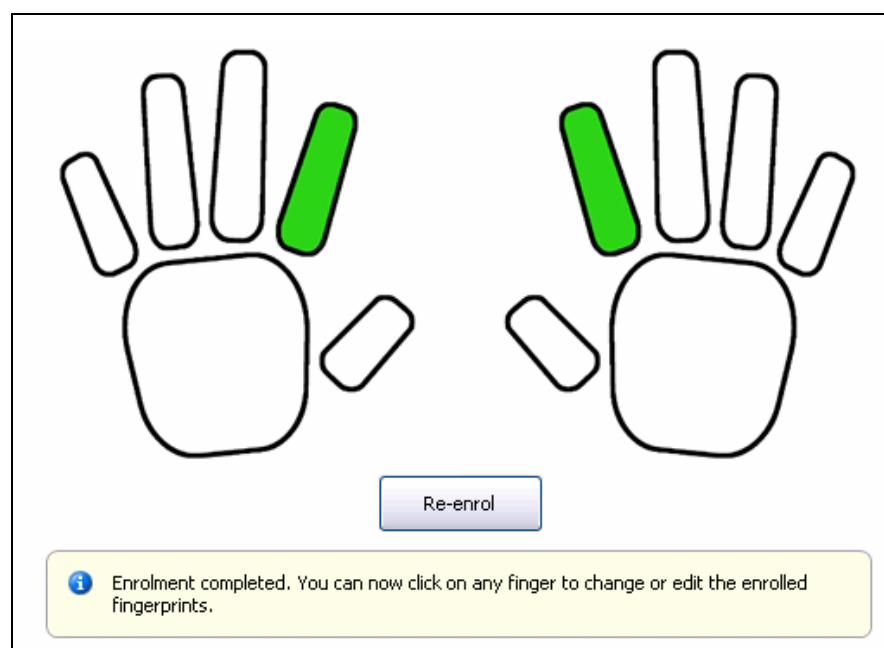 Re-enrol
Enrolment completed. You can now click on any finger to change or edit the enrolled
fingerprints.